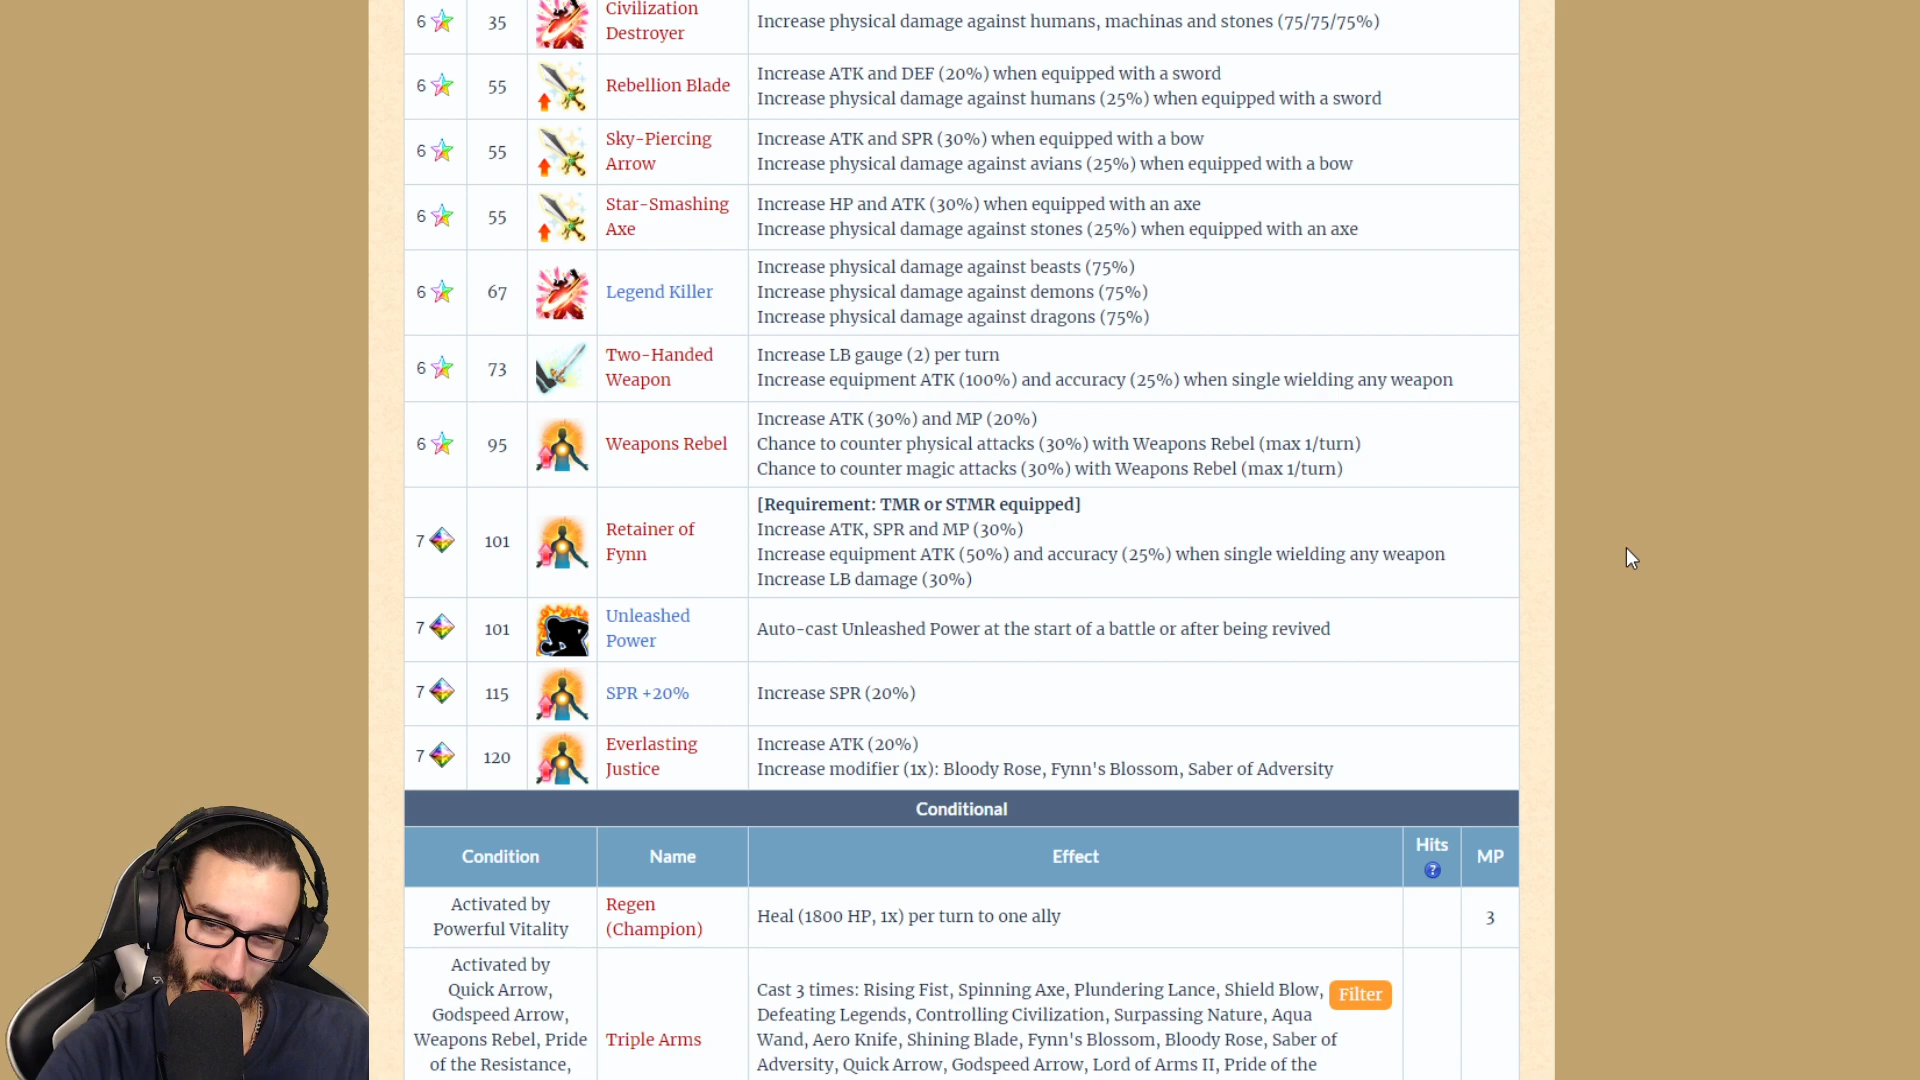 6 35 Civilization Destroyer Increase physical damage against humans, machinas and stones (75/75/75%)
6 55 Rebellion Blade Increase ATK and DEF (20%) when equipped with a sword
Increase physical damage against humans (25%) when equipped with a sword
6 55 Sky-Piercing Arrow Increase ATK and SPR (30%) when equipped with a bow
Increase physical damage against avians (25%) when equipped with a bow
6 55 Star-Smashing Axe Increase HP and ATK (30%) when equipped with an axe
Increase physical damage against stones (25%) when equipped with an axe
6 67 Legend Killer Increase physical damage against beasts (75%)
Increase physical damage against demons (75%)
Increase physical damage against dragons (75%)
6 73 Two-Handed Weapon Increase LB gauge (2) per turn
Increase equipment ATK (100%) and accuracy (25%) when single wielding any weapon
6 95 Weapons Rebel Increase ATK (30%) and MP (20%)
Chance to counter physical attacks (30%) with Weapons Rebel (max 1/turn)
Chance to counter magic attacks (30%) with Weapons Rebel (max 1/turn)
7 101 Retainer of Fynn [Requirement: TMR or STMR equipped]
Increase ATK, SPR and MP (30%)
Increase equipment ATK (50%) and accuracy (25%) when single wielding any weapon
Increase LB damage (30%)
7 101 Unleashed Power Auto-cast Unleashed Power at the start of a battle or after being revived
7 115 SPR +20% Increase SPR (20%)
7 120 Everlasting Justice Increase ATK (20%)
Increase modifier (1x): Bloody Rose, Fynn's Blossom, Saber of Adversity
Conditional
Condition Name Effect Hits ? MP
Activated by Powerful Vitality Regen (Champion) Heal (1800 HP, 1x) per turn to one ally 3
Activated by
Quick Arrow,
Godspeed Arrow,
Weapons Rebel, Pride
of the Resistance,
Triple Arms
Cast 3 times: Rising Fist, Spinning Axe, Plundering Lance, Shield Blow, Filter
Defeating Legends, Controlling Civilization, Surpassing Nature, Aqua
Wand, Aero Knife, Shining Blade, Fynn's Blossom, Bloody Rose, Saber of
Adversity, Quick Arrow, Godspeed Arrow, Lord of Arms II, Pride of the